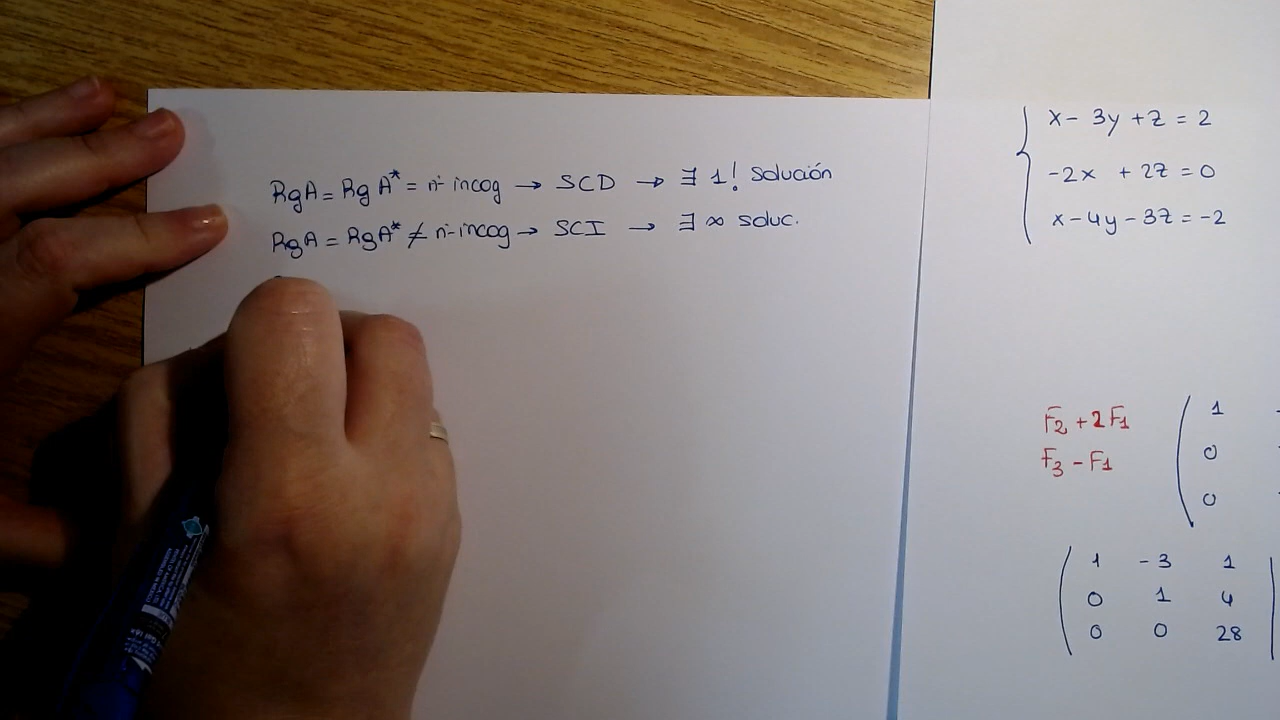 RgA = RgA* = nº incog → SCD → ∃ 1! solución
RgA = RgA* ≠ nº incog → SCI → ∃ ∞ soluc.
x - 3y + z = 2
-2x + 2z = 0
x - 4y - 3z = -2
F₂ + 2F₁
F₃ - F₁
1
0
0
1 -3 1
0 1 4
0 0 28